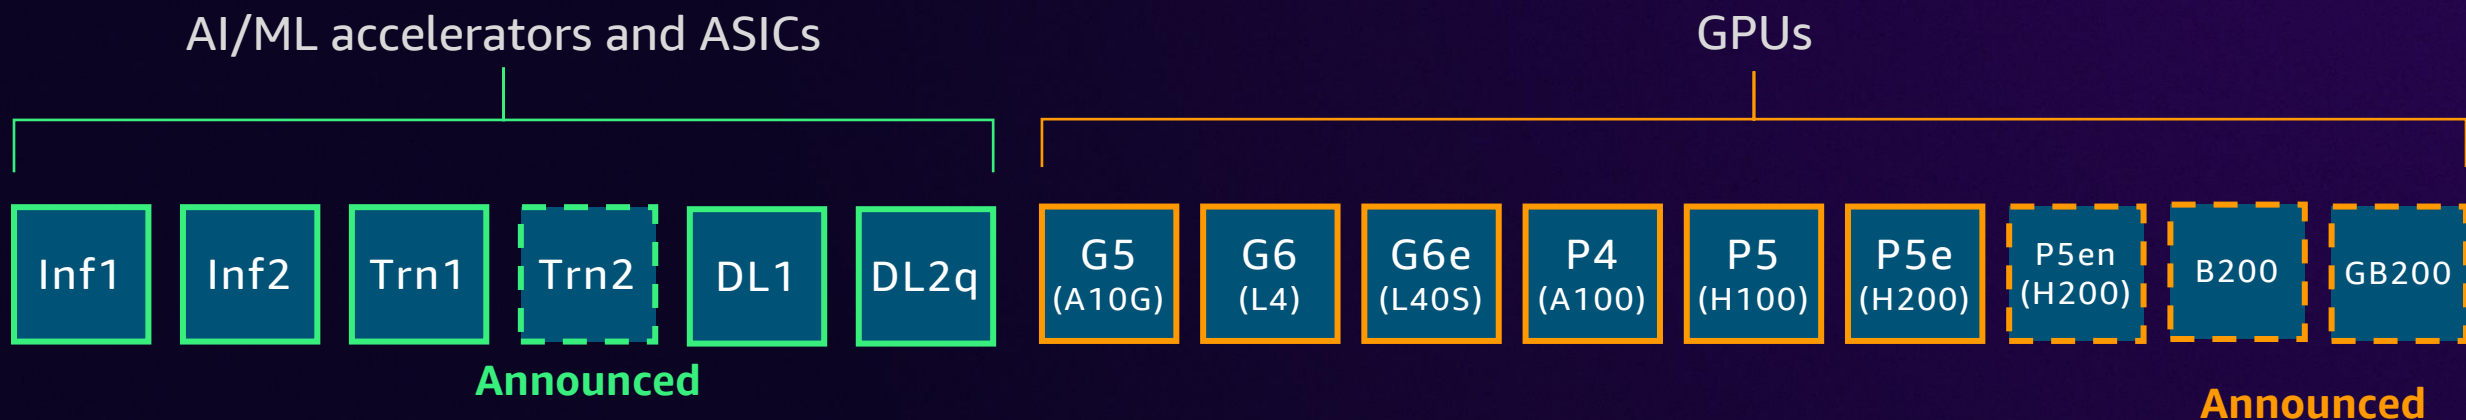 AI/ML accelerators and ASICs
GPUs
Inf1
Inf2
Trn1
Trn2
DL1
DL2q
G5
(A10G)
G6
(L4)
G6e
(L40S)
P4
(A100)
P5
(H100)
P5e
(H200)
P5en
(H200)
B200
GB200
Announced
Announced